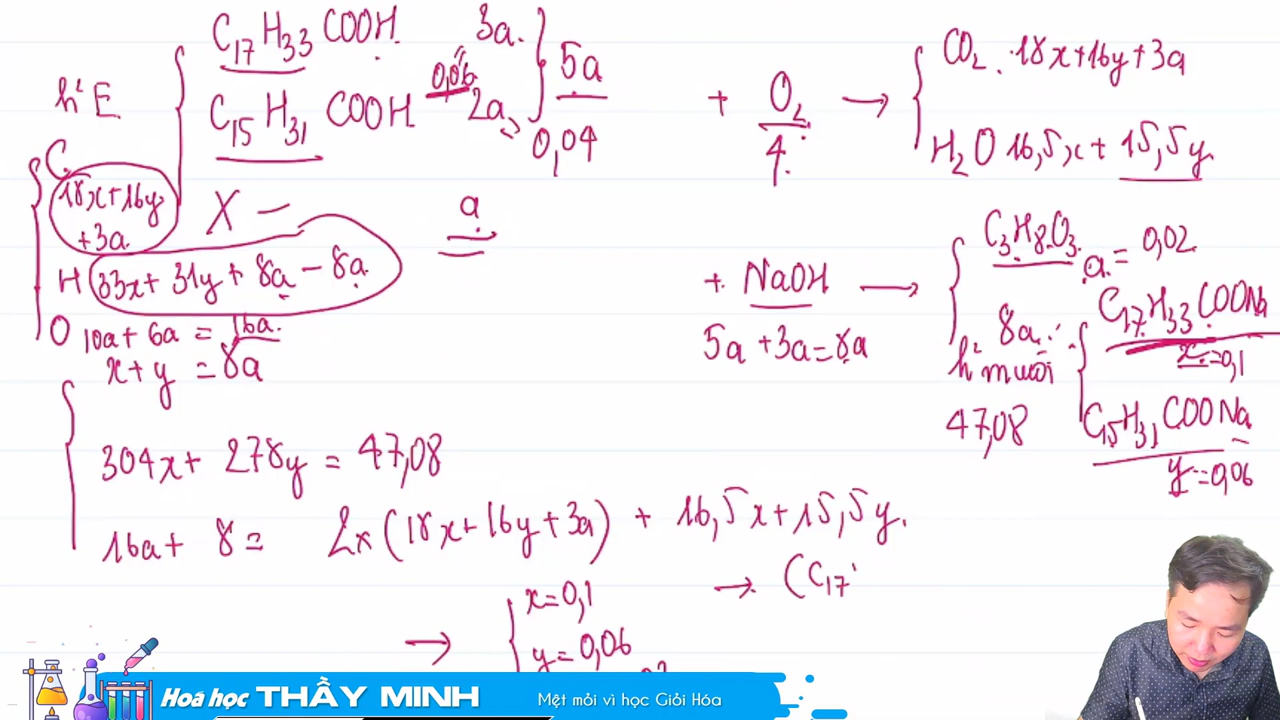 h² E
C₁₇H₃₃COOH 3a
C₁₅H₃₁COOH 0,06 2a
5a
0,04
X – a
C 18x+16y+3a
H 33x + 31y + 8a – 8a
O 10a + 6a = 16a
+ O₂ →
4
CO₂ 18x+16y+3a
H₂O 16,5x + 15,5y
+ NaOH →
5a + 3a = 8a
C₃H₈O₃ a = 0,02
8a
h² muối
47,08
C₁₇H₃₃COONa
x = 0,1
C₁₅H₃₁COONa
y = 0,06
x + y = 8a
304x + 278y = 47,08
16a + 8 = 2x(18x+16y+3a) + 16,5x + 15,5y
→ x = 0,1
y = 0,06
→ (C₁₇
Hoá học THẦY MINH
Mệt mỏi vì học Giỏi Hóa